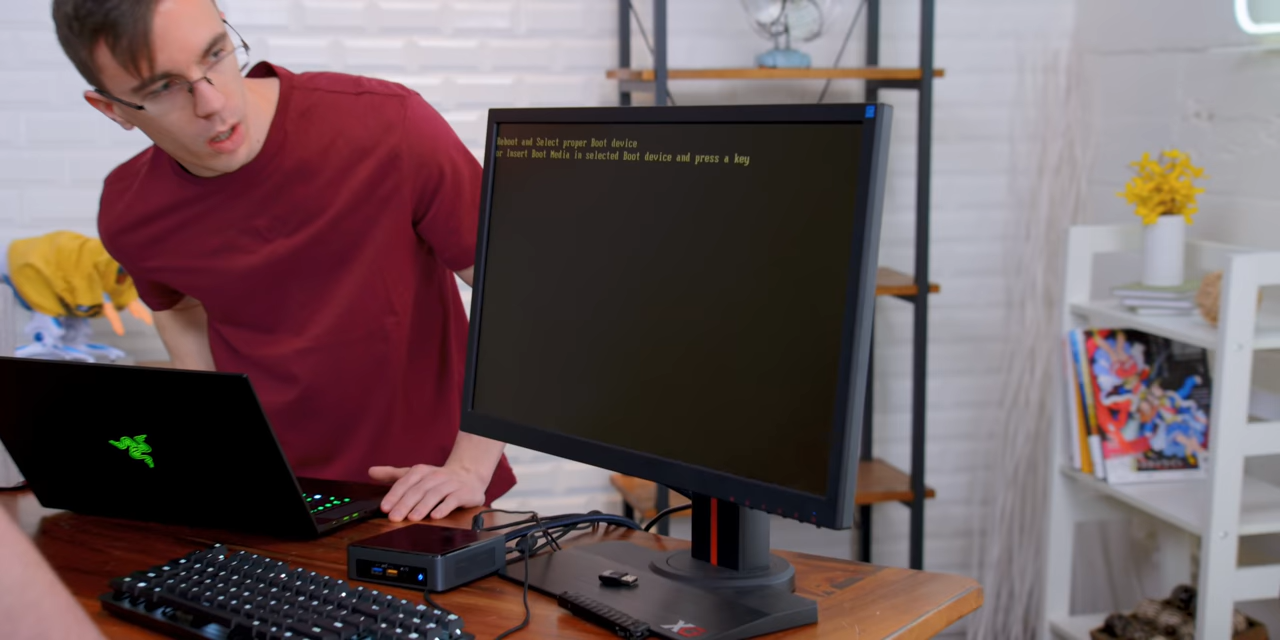 Reboot and Select proper Boot device
or Insert Boot Media in selected Boot device and press a key